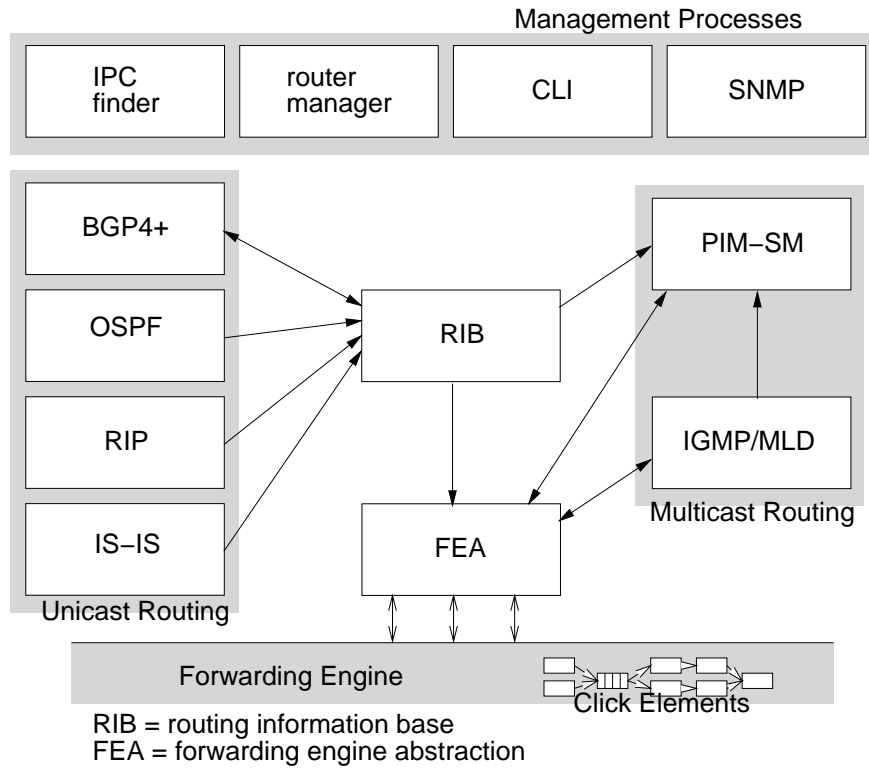 Management Processes
IPC
finder
router
manager
CLI
SNMP
BGP4+
OSPF
RIP
IS−IS
Unicast Routing
RIB
FEA
PIM−SM
IGMP/MLD
Multicast Routing
Forwarding Engine
Click Elements
RIB = routing information base
FEA = forwarding engine abstraction